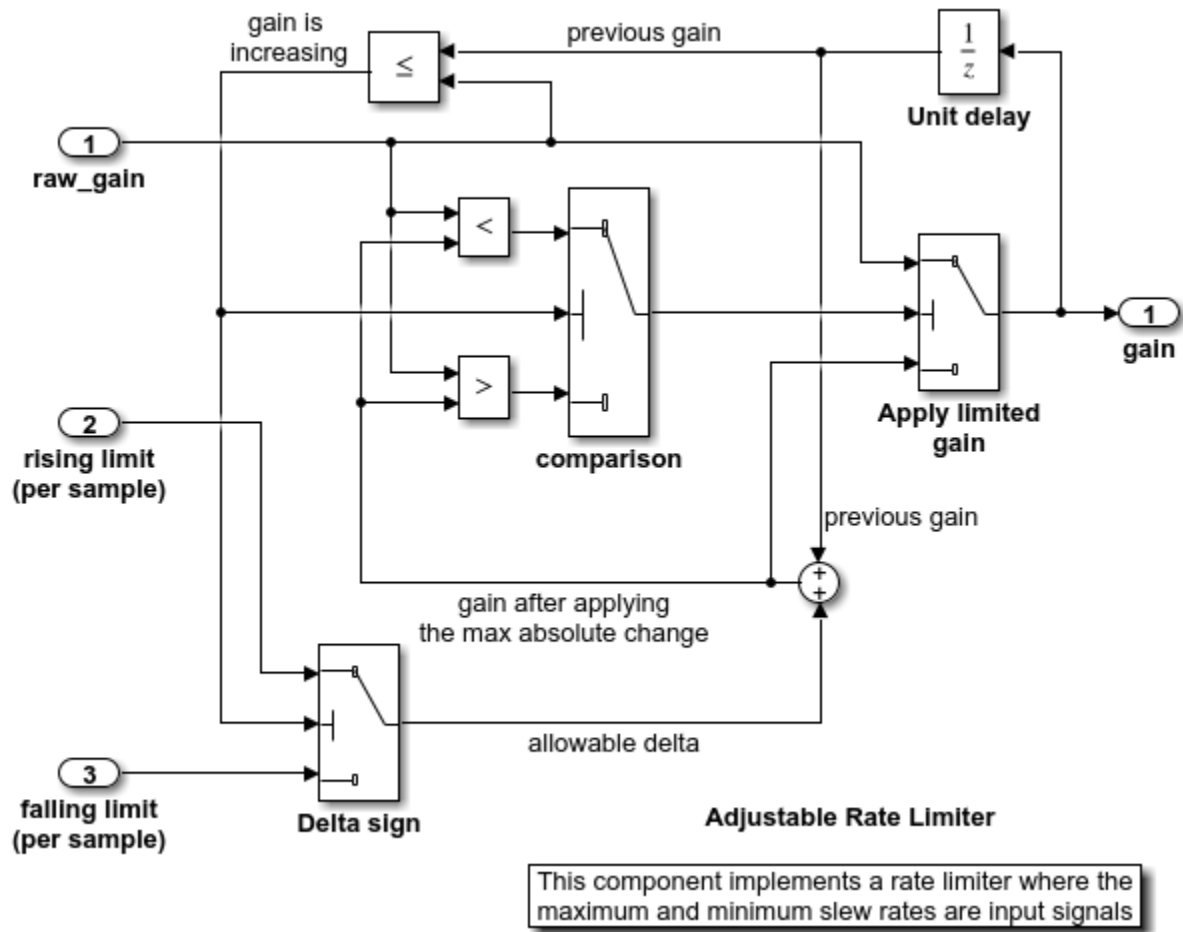 gain is
increasing
≤
previous gain
1
z
Unit delay
1
raw_gain
<
>
comparison
Apply limited
gain
1
gain
2
rising limit
(per sample)
previous gain
+
+
gain after applying
the max absolute change
allowable delta
3
falling limit
(per sample)
Delta sign
Adjustable Rate Limiter
This component implements a rate limiter where the
maximum and minimum slew rates are input signals